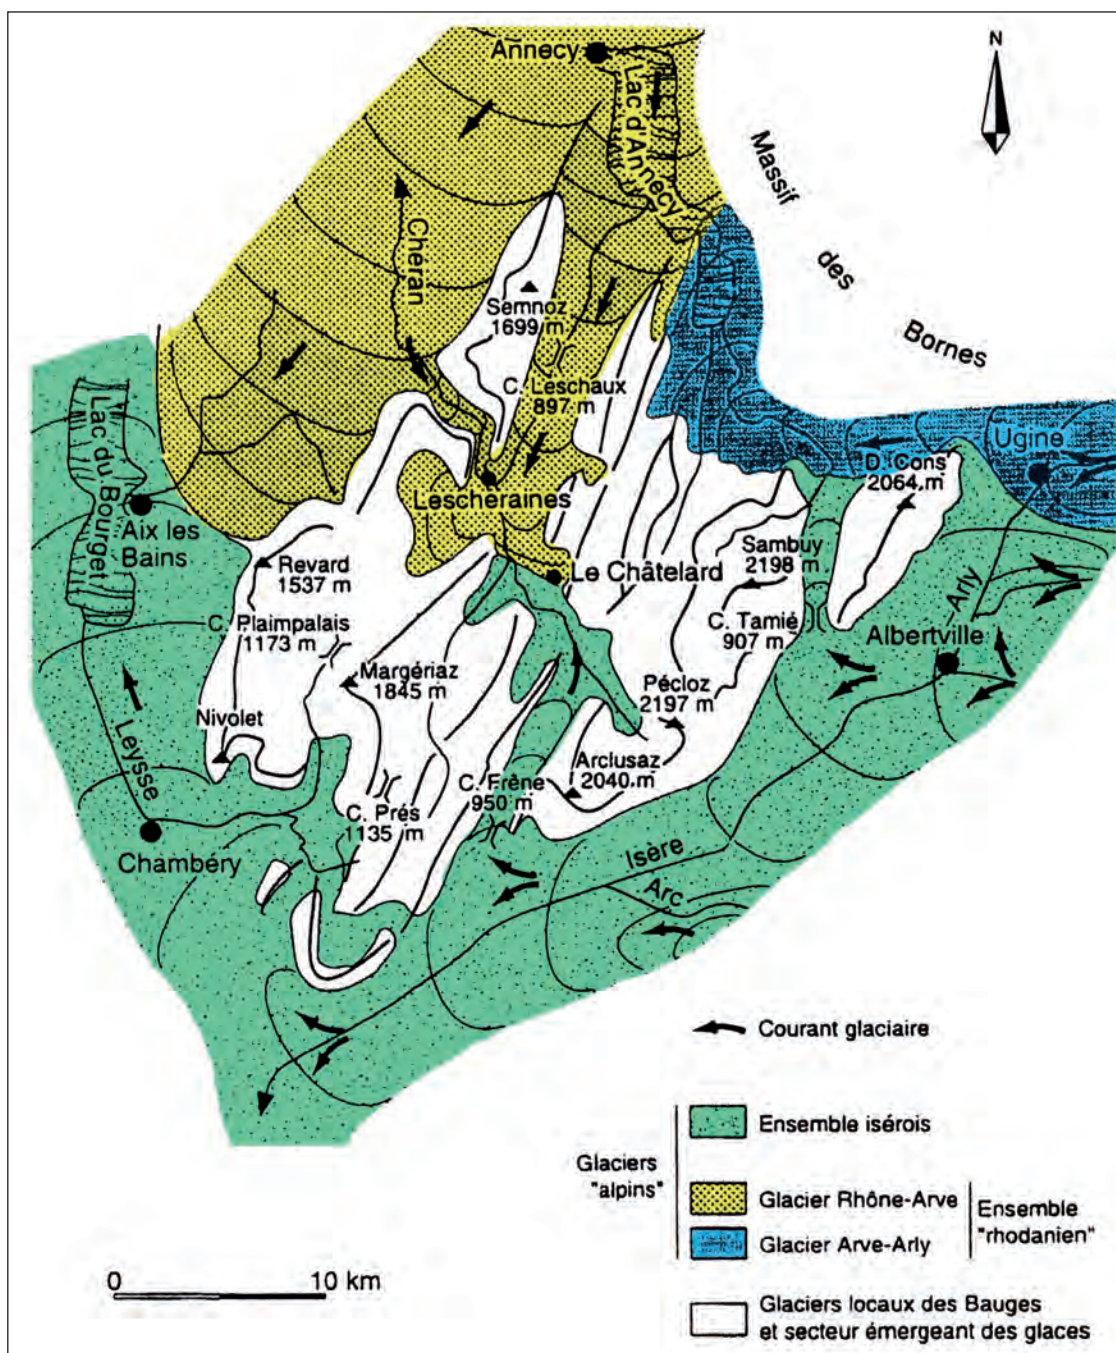 Annecy
N
Lac d'Annecy
Massif
des
Bornes
Chéran
Semnoz
1699 m
C. Leschaux
897 m
Ugine
D. Cons
2064 m
Lac du Bourget
Aix les
Bains
Lescheraines
Revard
1537 m
Le Châtelard
Sambuy
2198 m
C. Plaimpalais
1173 m
C. Tamié
907 m
Arly
Albertville
Margériaz
1845 m
Pécloz
2197 m
Nivolet
Leysse
Arclusaz
2040 m
C. Frêne
950 m
C. Prés
1135 m
Chambéry
Isère
Arc
Courant glaciaire
Ensemble isérois
Glaciers
"alpins"
Glacier Rhône-Arve
Glacier Arve-Arly
Ensemble
"rhodanien"
0 10 km
Glaciers locaux des Bauges
et secteur émergeant des glaces